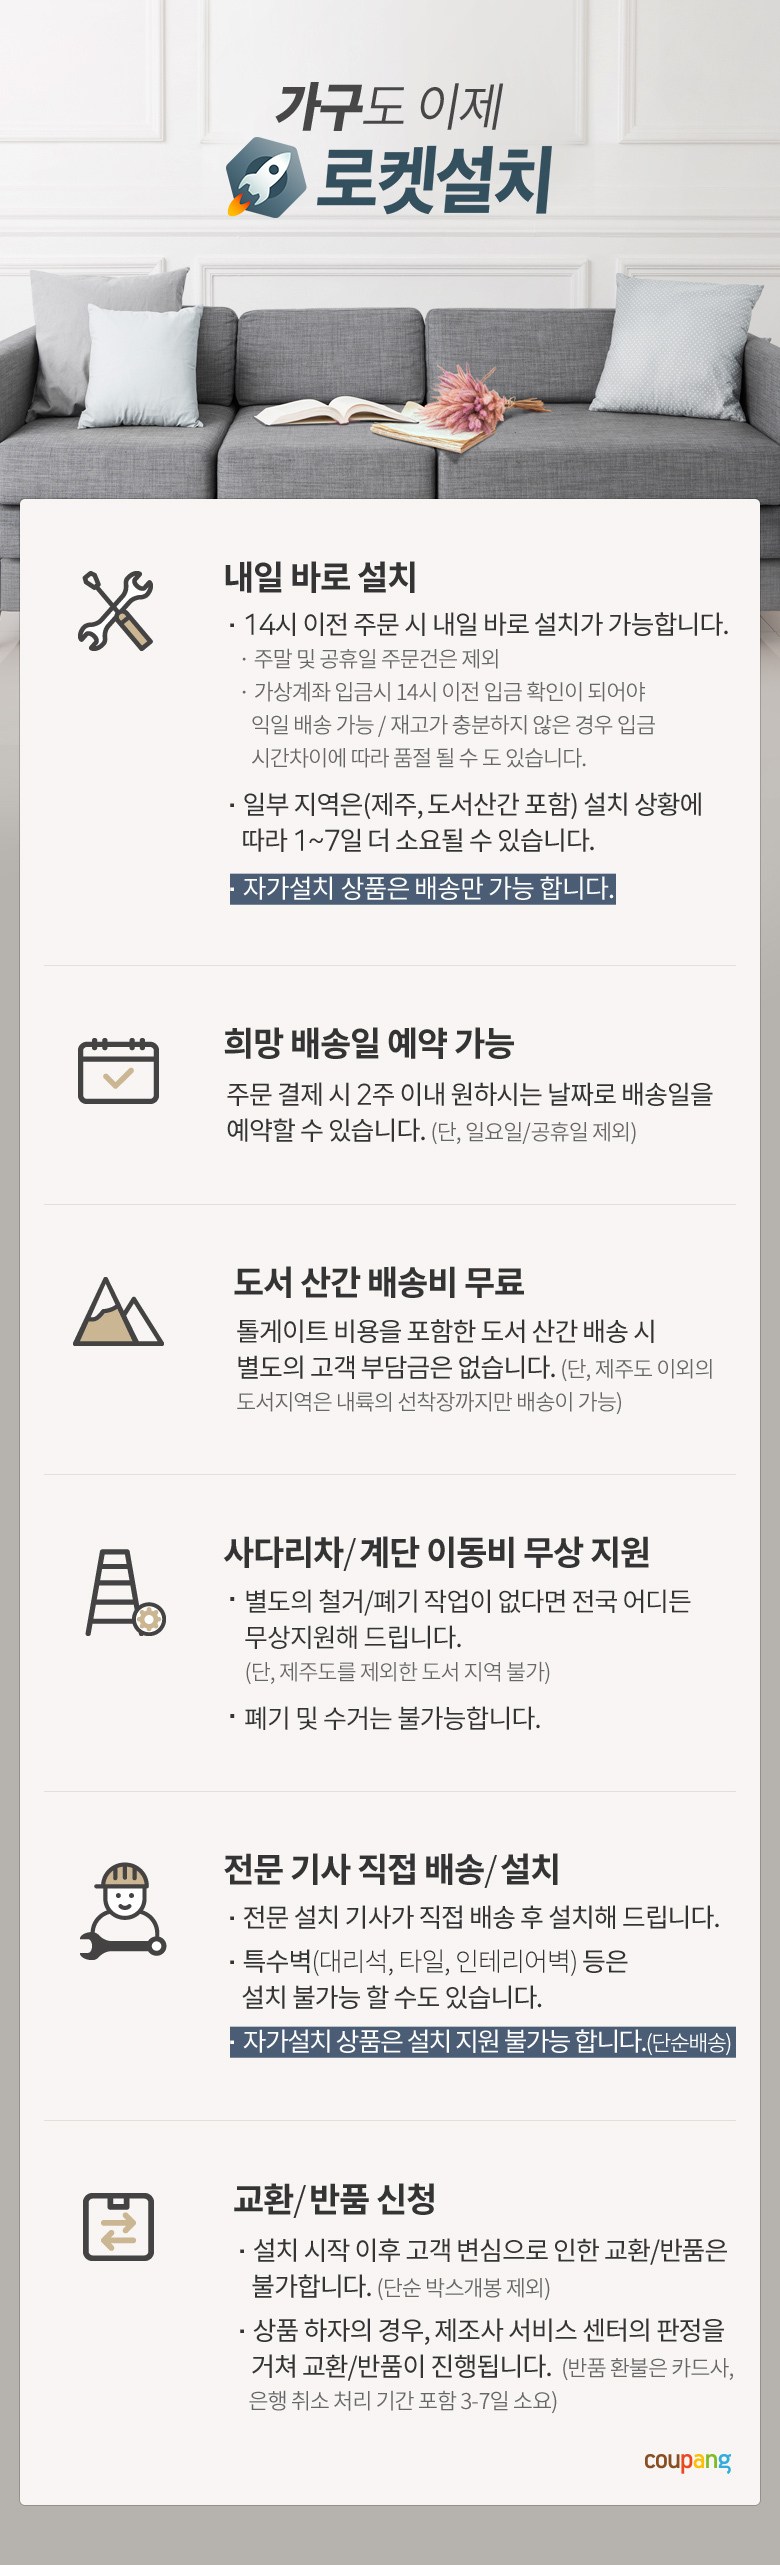 가구도 이제
로켓설치
내일 바로 설치
· 14시 이전 주문 시 내일 바로 설치가 가능합니다.
· 주말 및 공휴일 주문건은 제외
· 가상계좌 입금시 14시 이전 입금 확인이 되어야
익일 배송 가능 / 재고가 충분하지 않은 경우 입금
시간차이에 따라 품절 될 수 도 있습니다.
· 일부 지역은(제주, 도서산간 포함) 설치 상황에
따라 1~7일 더 소요될 수 있습니다.
· 자가설치 상품은 배송만 가능 합니다.
희망 배송일 예약 가능
주문 결제 시 2주 이내 원하시는 날짜로 배송일을
예약할 수 있습니다. (단, 일요일/공휴일 제외)
도서 산간 배송비 무료
톨게이트 비용을 포함한 도서 산간 배송 시
별도의 고객 부담금은 없습니다. (단, 제주도 이외의
도서지역은 내륙의 선착장까지만 배송이 가능)
사다리차/계단 이동비 무상 지원
· 별도의 철거/폐기 작업이 없다면 전국 어디든
무상지원해 드립니다.
(단, 제주도를 제외한 도서 지역 불가)
· 폐기 및 수거는 불가능합니다.
전문 기사 직접 배송/설치
· 전문 설치 기사가 직접 배송 후 설치해 드립니다.
· 특수벽(대리석, 타일, 인테리어벽) 등은
설치 불가능 할 수도 있습니다.
· 자가설치 상품은 설치 지원 불가능 합니다.(단순배송)
교환/반품 신청
· 설치 시작 이후 고객 변심으로 인한 교환/반품은
불가합니다. (단순 박스개봉 제외)
· 상품 하자의 경우, 제조사 서비스 센터의 판정을
거쳐 교환/반품이 진행됩니다. (반품 환불은 카드사,
은행 취소 처리 기간 포함 3-7일 소요)
coupang